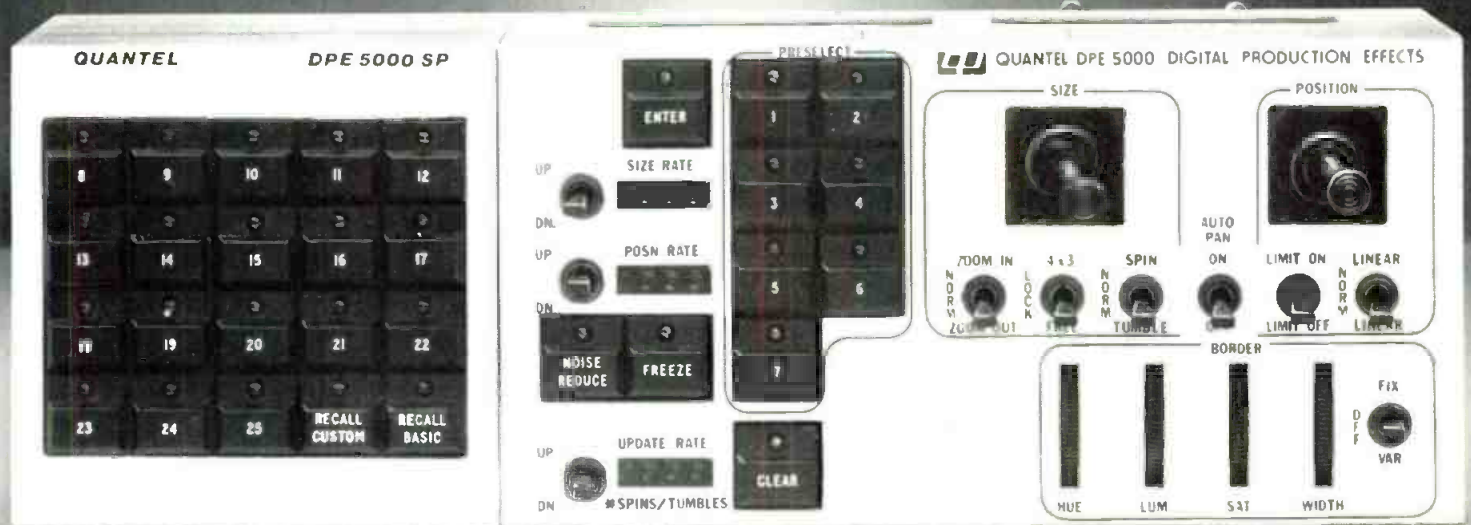 QUANTEL DPE 5000 SP
8 9 10 11 12
13 14 15 16 17
19 20 21 22
23 24 25 RECALL CUSTOM RECALL BASIC
ENTER
UP
SIZE RATE
DN.
UP
POSN RATE
DN.
NOISE REDUCE
FREEZE
UP
UPDATE RATE
DN
#SPINS/TUMBLES
PRESELECT
1 2
3 4
5 6
7
CLEAR
QUANTEL DPE 5000 DIGITAL PRODUCTION EFFECTS
SIZE
POSITION
ZOOM IN
NORM
ZOOM OUT
4x3
LOCK
FREE
SPIN
NORM
TUMBLE
AUTO PAN
ON
LIMIT ON
LIMIT OFF
LINEAR
NORM
LINEAR
BORDER
HUE LUM SAT WIDTH
FIX
VAR